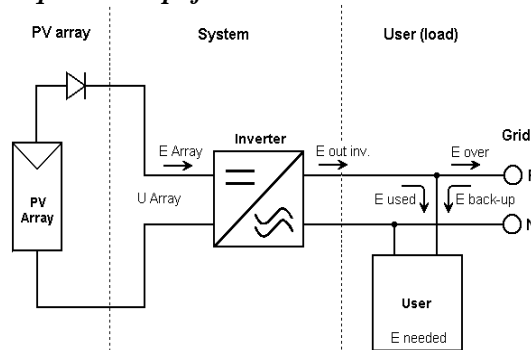 PV array
System
User (load)
Inverter
Grid
E Array
E out inv.
E over
PV
Array
U Array
E used
E back-up
N
User
E needed